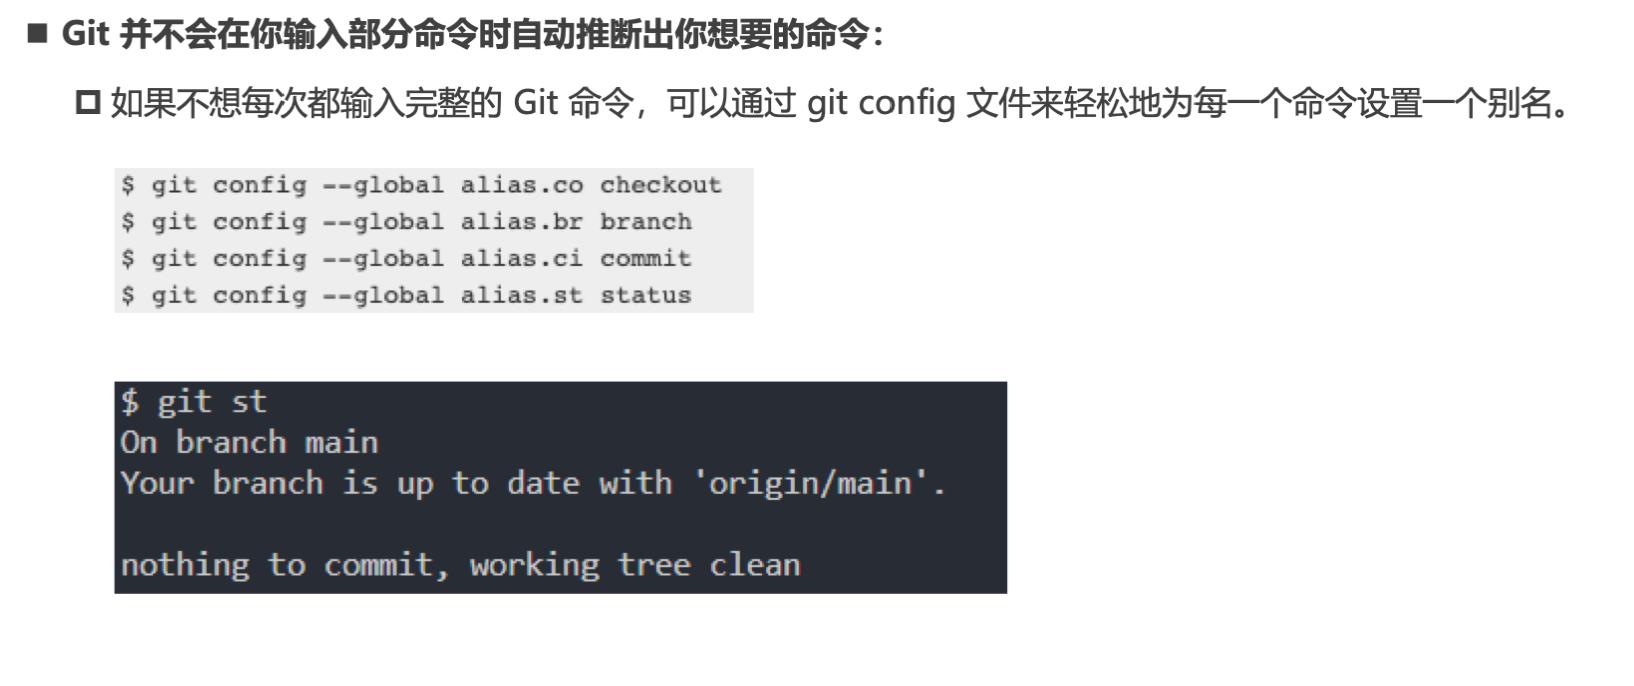 Git 并不会在你输入部分命令时自动推断出你想要的命令：
如果不想每次都输入完整的 Git 命令，可以通过 git config 文件来轻松地为每一个命令设置一个别名。
$ git config --global alias.co checkout
$ git config --global alias.br branch
$ git config --global alias.ci commit
$ git config --global alias.st status
$ git st
On branch main
Your branch is up to date with 'origin/main'.
nothing to commit, working tree clean